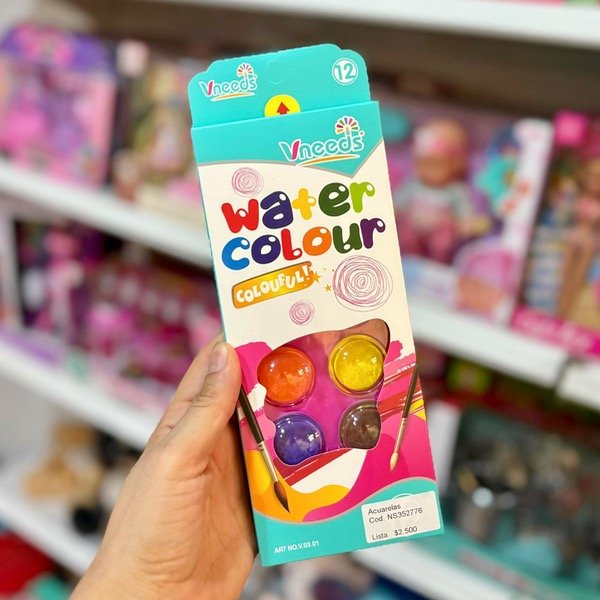 Vneeds
12
Vneeds
water
colour
COLOUFUL!
Acuarelas
Cod. NS352776
Lista $2.500
ART NO.V.03.01